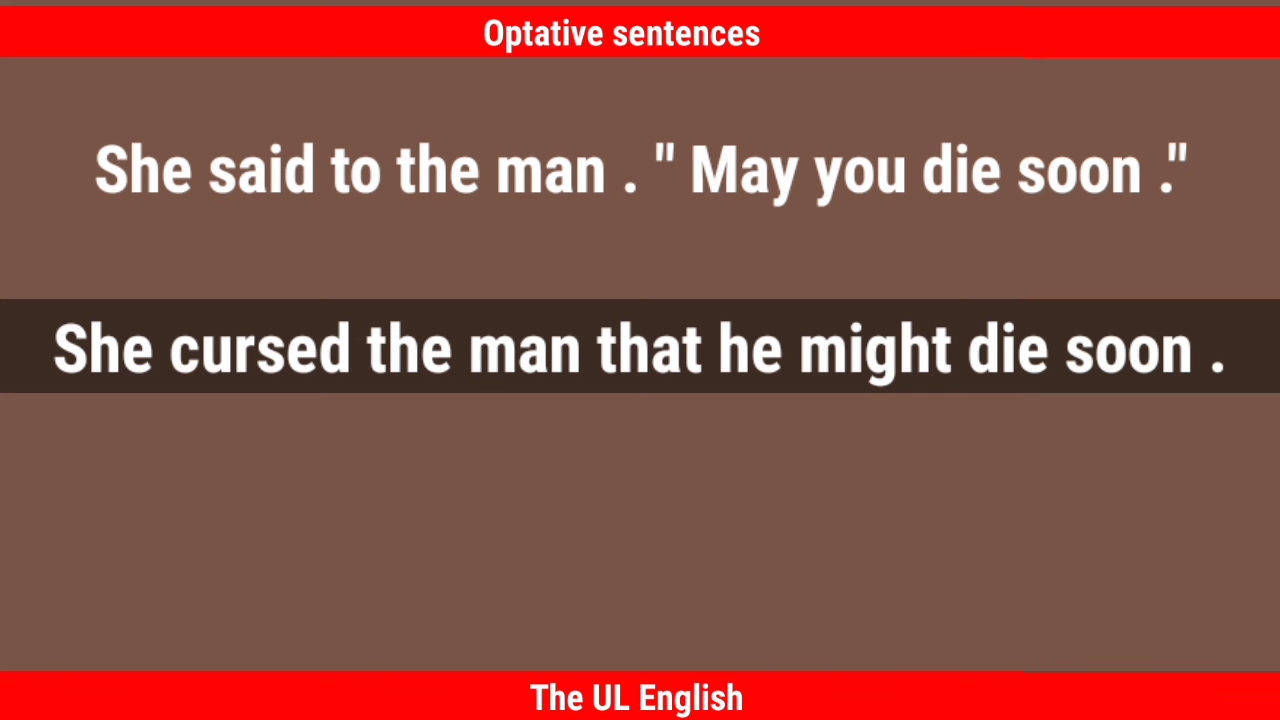 Optative sentences
She said to the man . " May you die soon ."
She cursed the man that he might die soon .
The UL English